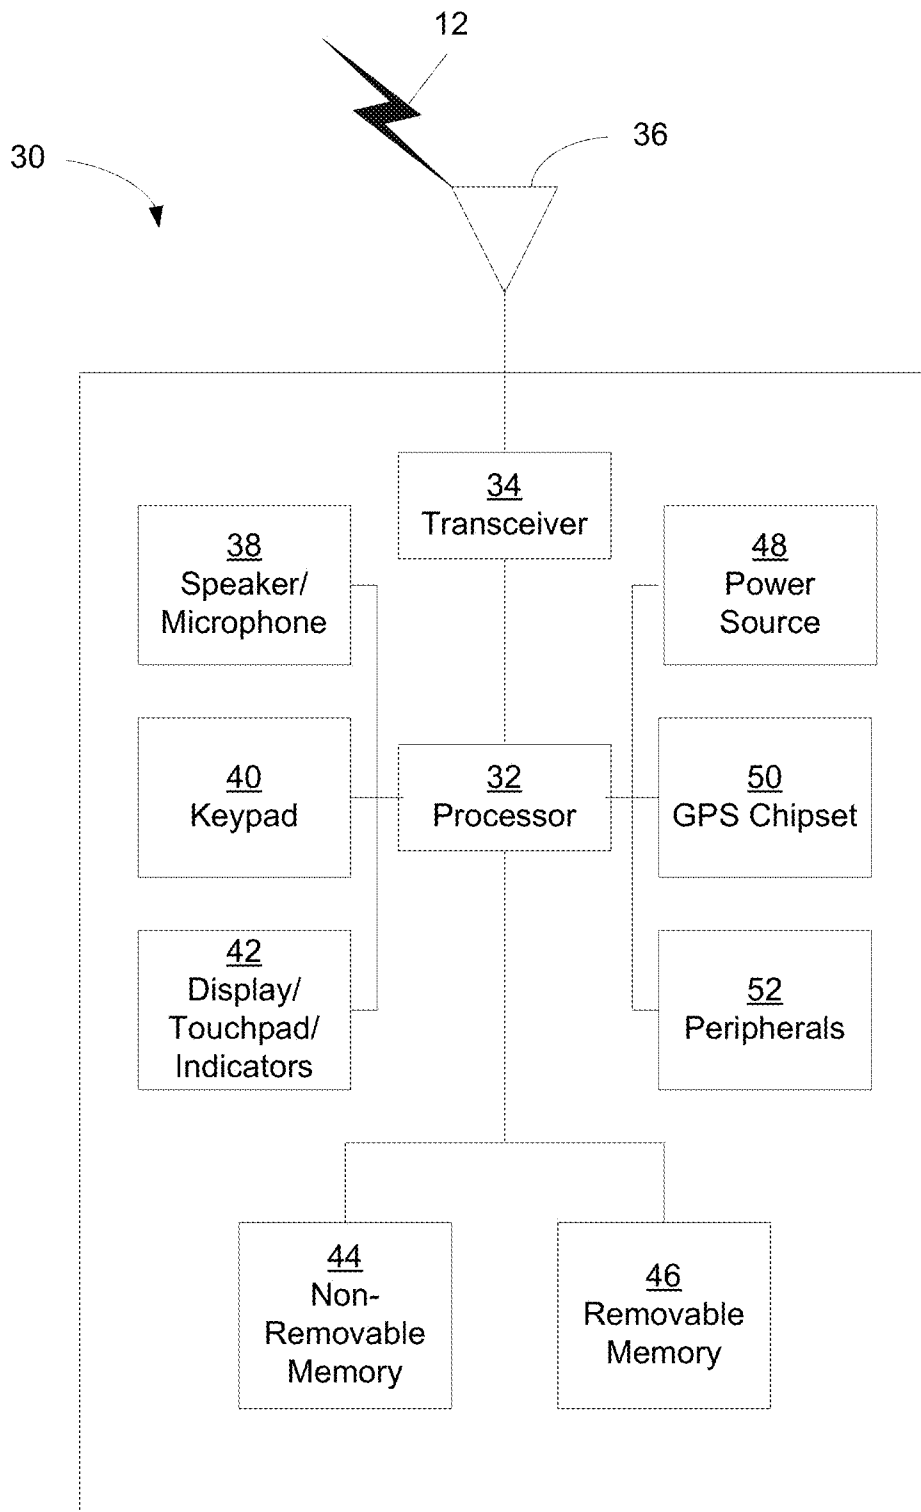 12
36
30
34
Transceiver
38
Speaker/
Microphone
48
Power
Source
40
Keypad
32
Processor
50
GPS Chipset
42
Display/
Touchpad/
Indicators
52
Peripherals
44
Non-
Removable
Memory
46
Removable
Memory